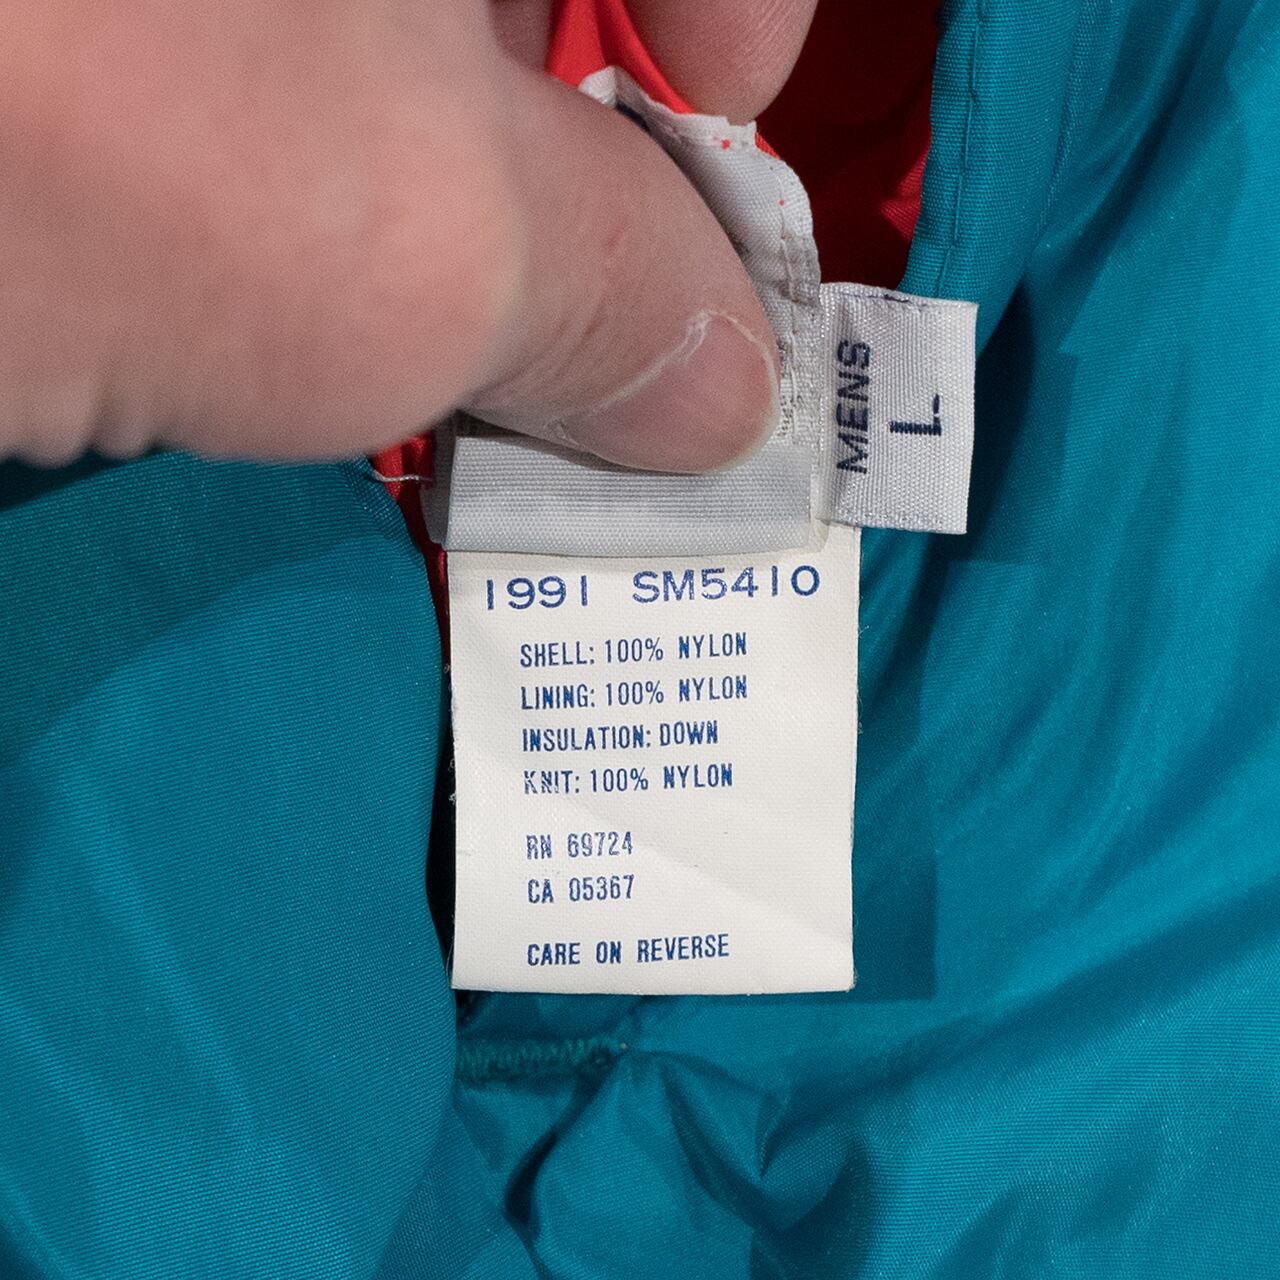 MENS
L
1991 SM5410
SHELL: 100% NYLON
LINING: 100% NYLON
INSULATION: DOWN
KNIT: 100% NYLON
RN 69724
CA 05367
CARE ON REVERSE